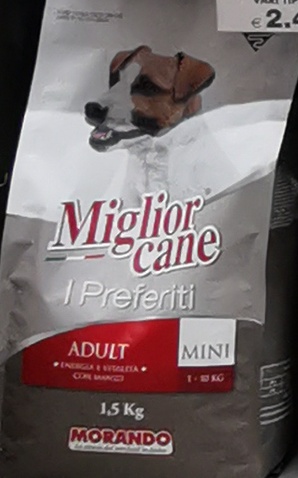 € 2.4
Miglior
cane
I Preferiti
ADULT
MINI
• ENERGIA E VITALITÀ •
CON MANZO
1 - 10 KG
1,5 Kg
MORANDO